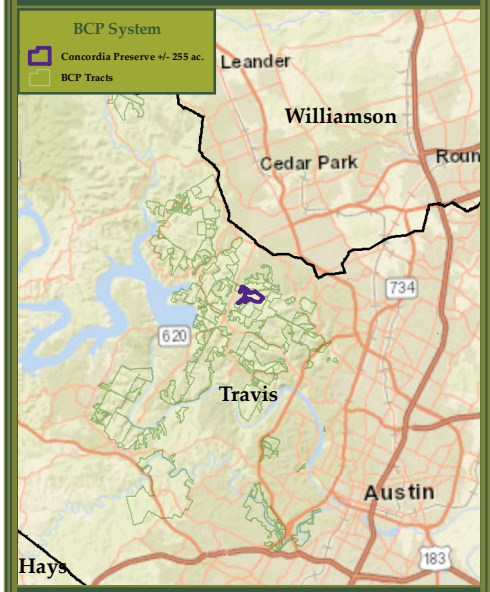 BCP System
Concordia Preserve +/- 255 ac.
BCP Tracts
Leander
Williamson
Cedar Park
Roun
734
620
Travis
Austin
183
Hays